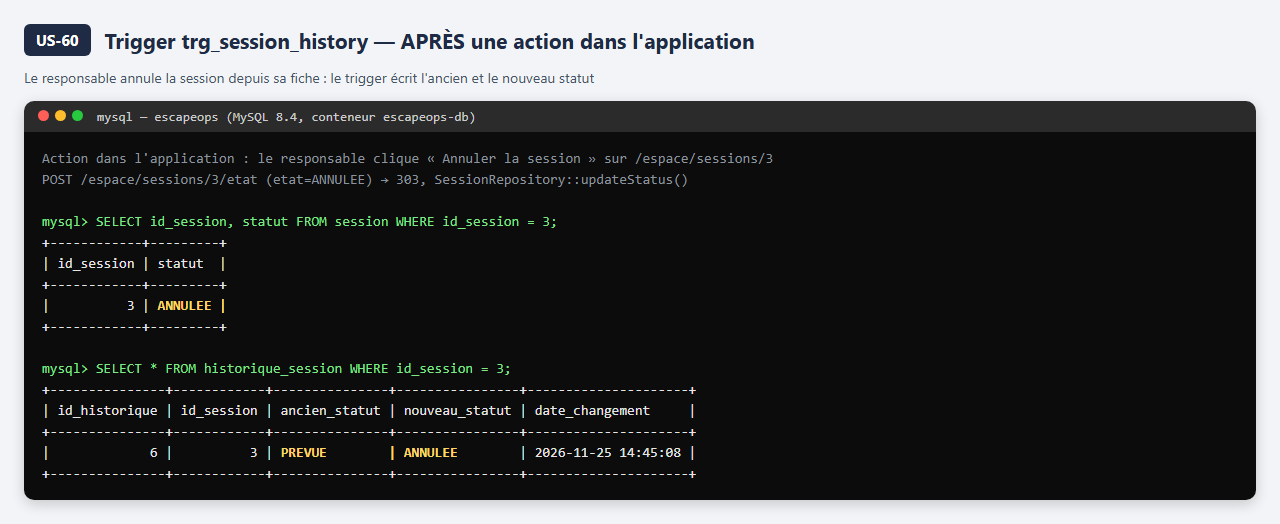 US-60 Trigger trg_session_history — APRÈS une action dans l'application
Le responsable annule la session depuis sa fiche : le trigger écrit l'ancien et le nouveau statut
mysql — escapeops (MySQL 8.4, conteneur escapeops-db)
Action dans l'application : le responsable clique « Annuler la session » sur /espace/sessions/3
POST /espace/sessions/3/etat (etat=ANNULEE) → 303, SessionRepository::updateStatus()
mysql> SELECT id_session, statut FROM session WHERE id_session = 3;
+------------+---------+
| id_session | statut  |
+------------+---------+
|          3 | ANNULEE |
+------------+---------+
mysql> SELECT * FROM historique_session WHERE id_session = 3;
+---------------+------------+---------------+----------------+---------------------+
| id_historique | id_session | ancien_statut | nouveau_statut | date_changement     |
+---------------+------------+---------------+----------------+---------------------+
|             6 |          3 | PREVUE        | ANNULEE        | 2026-11-25 14:45:08 |
+---------------+------------+---------------+----------------+---------------------+